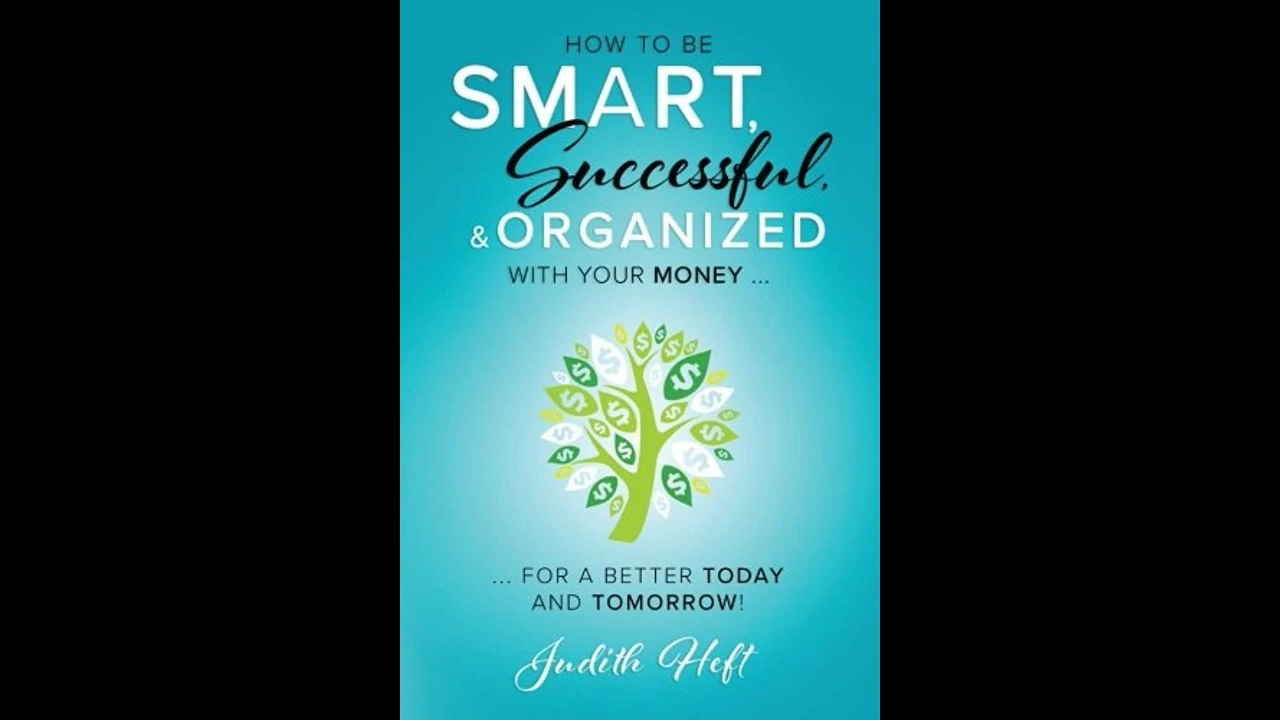 HOW TO BE
SMART,
Successful,
& ORGANIZED
WITH YOUR MONEY ...
... FOR A BETTER TODAY
AND TOMORROW!
Judith Heft